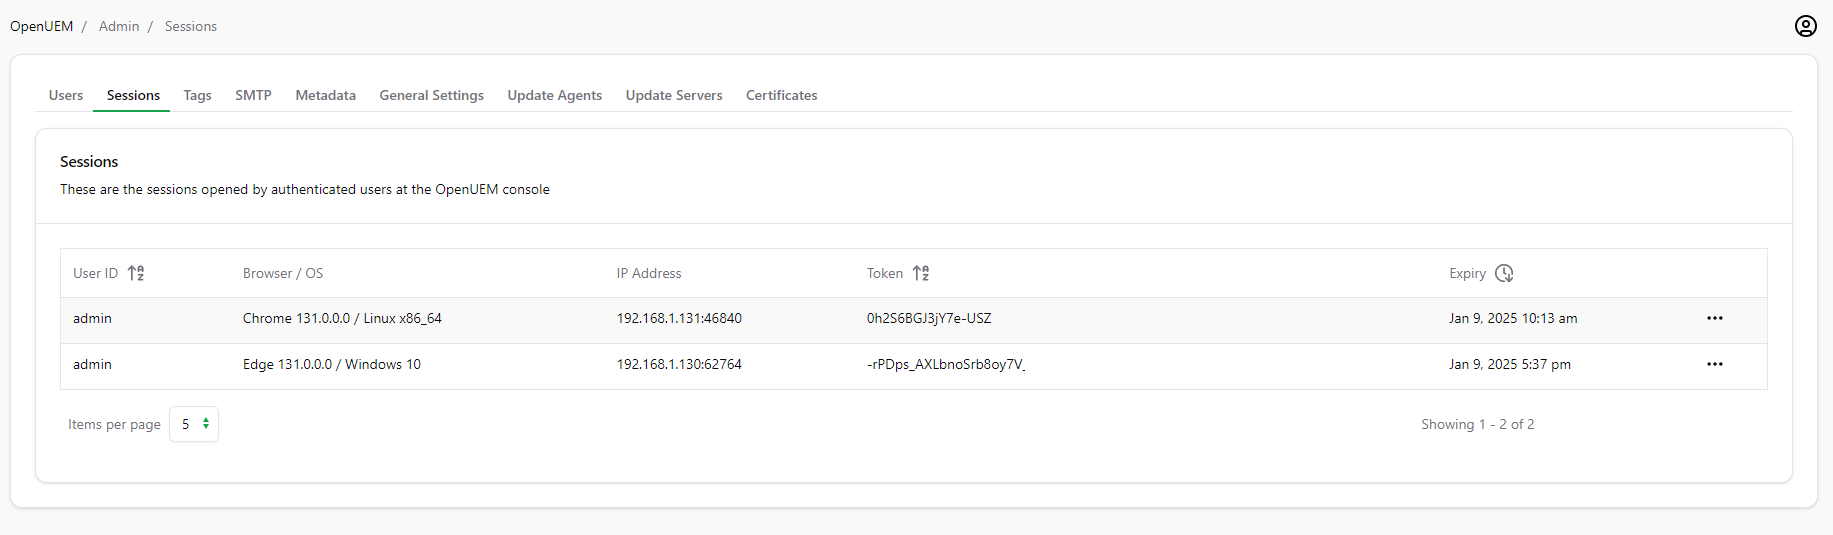 OpenUEM / Admin / Sessions
Users Sessions Tags SMTP Metadata General Settings Update Agents Update Servers Certificates
Sessions
These are the sessions opened by authenticated users at the OpenUEM console
User ID Browser / OS IP Address Token Expiry
admin Chrome 131.0.0.0 / Linux x86_64 192.168.1.131:46840 0h2S6BGJ3jY7e-USZ Jan 9, 2025 10:13 am
admin Edge 131.0.0.0 / Windows 10 192.168.1.130:62764 -rPDps_AXLbnoSrb8oy7V_ Jan 9, 2025 5:37 pm
Items per page 5 Showing 1 - 2 of 2